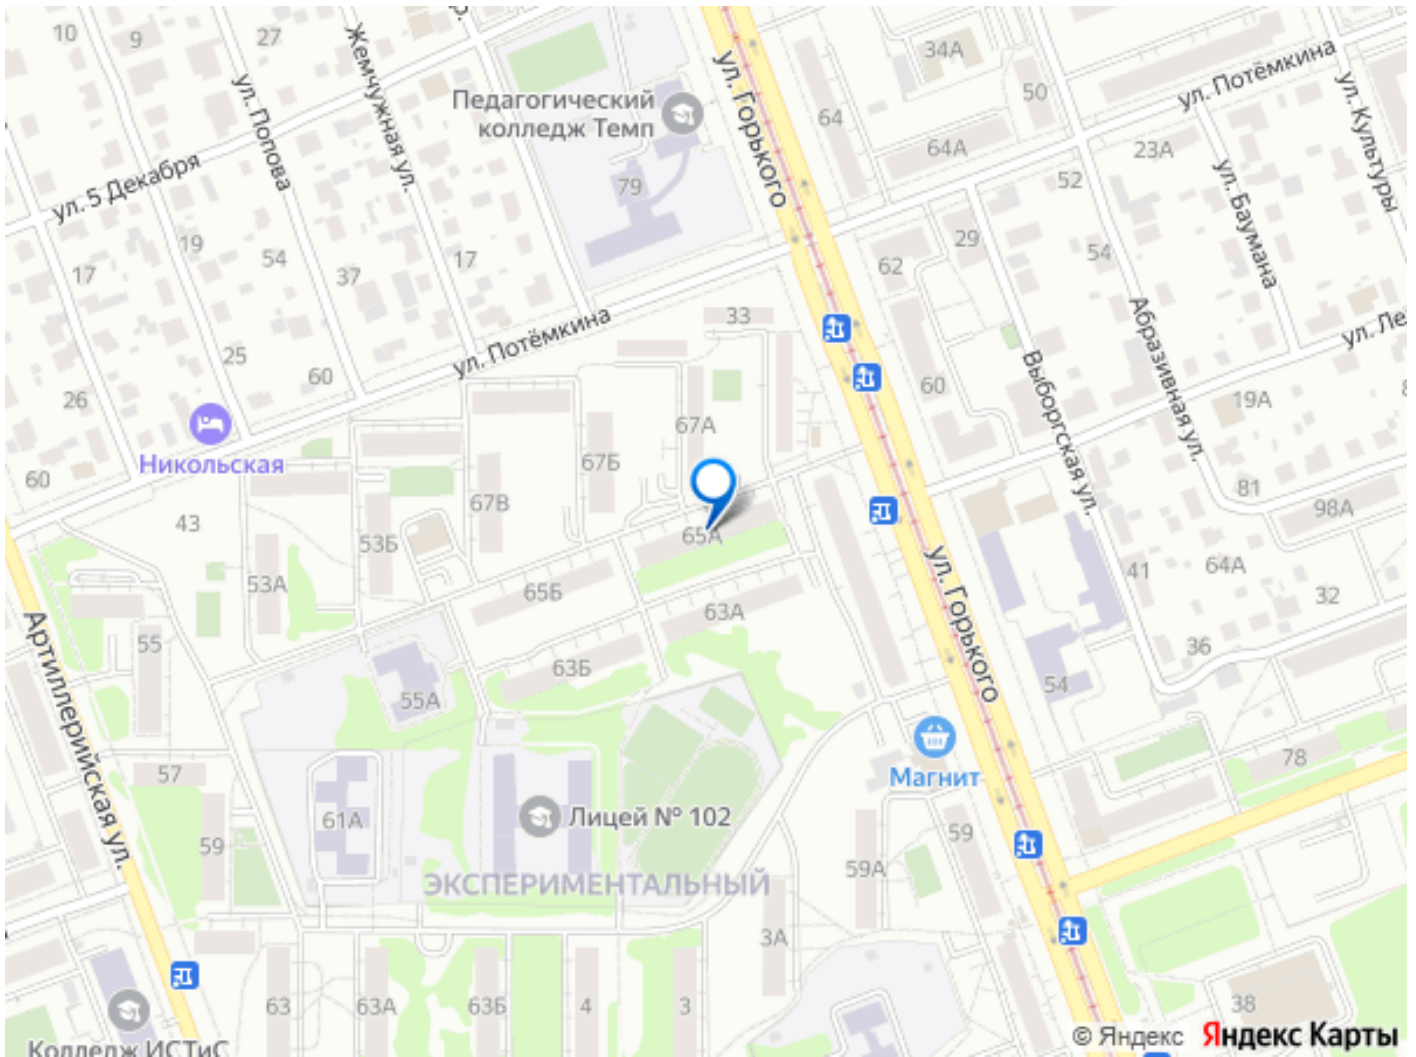 10
9
27
34А
50
64
64А
23А
ул. Потёмкина
ул. Культуры
ул. Баумана
ул. Попова
Жемчужная ул.
Педагогический
колледж Темп
ул. Горького
79
52
ул. 5 Декабря
19
54
17
37
17
62
29
54
Абразивная ул.
33
ул. Потёмкина
25
60
26
60
Выборгская ул.
19А
67А
67Б
67В
Никольская
60
43
53Б
53А
65А
65Б
63А
63Б
81
98А
64А
41
32
36
54
ул. Горького
55
55А
Артиллерийская ул.
Магнит
78
57
61А
59
Лицей № 102
ЭКСПЕРИМЕНТАЛЬНЫЙ
59
59А
3А
63
63А
63Б
4
3
38
Колледж ИСТиС
© Яндекс Яндекс Карты